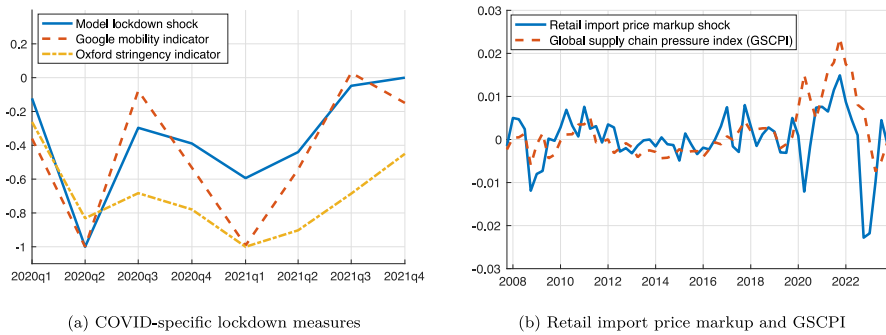 Model lockdown shock
Google mobility indicator
Oxford stringency indicator
0.2
0
-0.2
-0.4
-0.6
-0.8
-1
2020q1 2020q2 2020q3 2020q4 2021q1 2021q2 2021q3 2021q4
(a) COVID-specific lockdown measures
Retail import price markup shock
Global supply chain pressure index (GSCPI)
0.03
0.02
0.01
0
-0.01
-0.02
-0.03
2008 2010 2012 2014 2016 2018 2020 2022
(b) Retail import price markup and GSCPI